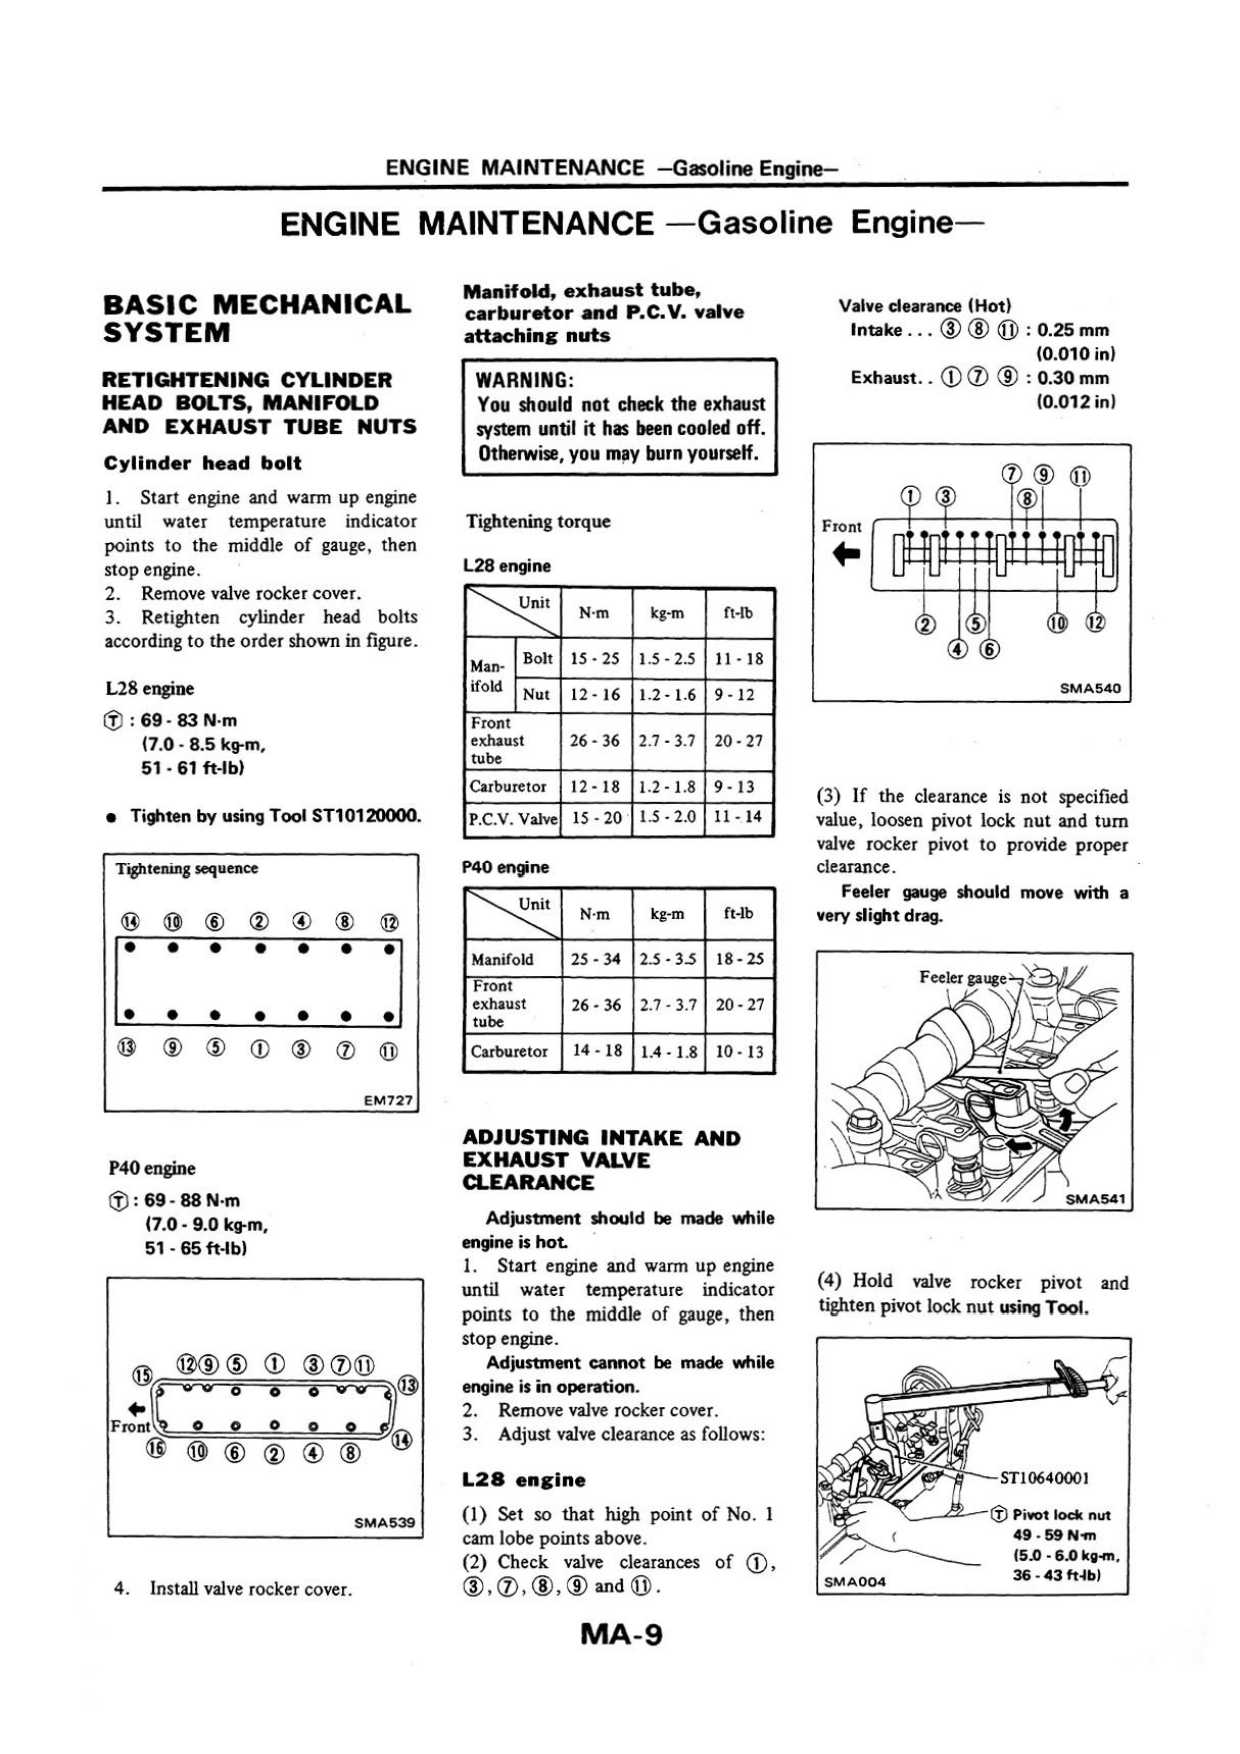 ENGINE MAINTENANCE —Gasoline Engine—
ENGINE MAINTENANCE —Gasoline Engine—
BASIC MECHANICAL
SYSTEM
RETIGHTENING CYLINDER
HEAD BOLTS, MANIFOLD
AND EXHAUST TUBE NUTS
Cylinder head bolt
1. Start engine and warm up engine
until water temperature indicator
points to the middle of gauge, then
stop engine.
2. Remove valve rocker cover.
3. Retighten cylinder head bolts
according to the order shown in figure.
L28 engine
Ⓣ : 69 - 83 N·m
(7.0 - 8.5 kg-m,
51 - 61 ft-lb)
● Tighten by using Tool ST10120000.
Tightening sequence
⑭ ⑩ ⑥ ② ④ ⑧ ⑫
⑬ ⑨ ⑤ ① ③ ⑦ ⑪
EM727
P40 engine
Ⓣ : 69 - 88 N·m
(7.0 - 9.0 kg-m,
51 - 65 ft-lb)
⑮ ⑫ ⑨ ⑤ ① ③ ⑦ ⑪ ⑬
Front
⑯ ⑩ ⑥ ② ④ ⑧ ⑭
SMA539
4. Install valve rocker cover.
Manifold, exhaust tube,
carburetor and P.C.V. valve
attaching nuts
WARNING:
You should not check the exhaust
system until it has been cooled off.
Otherwise, you may burn yourself.
Tightening torque
L28 engine
Unit N·m kg-m ft-lb
Man-
ifold
Bolt 15 - 25 1.5 - 2.5 11 - 18
Nut 12 - 16 1.2 - 1.6 9 - 12
Front
exhaust 26 - 36 2.7 - 3.7 20 - 27
tube
Carburetor 12 - 18 1.2 - 1.8 9 - 13
P.C.V. Valve 15 - 20 1.5 - 2.0 11 - 14
P40 engine
Unit N·m kg-m ft-lb
Manifold 25 - 34 2.5 - 3.5 18 - 25
Front
exhaust 26 - 36 2.7 - 3.7 20 - 27
tube
Carburetor 14 - 18 1.4 - 1.8 10 - 13
ADJUSTING INTAKE AND
EXHAUST VALVE
CLEARANCE
Adjustment should be made while
engine is hot.
1. Start engine and warm up engine
until water temperature indicator
points to the middle of gauge, then
stop engine.
Adjustment cannot be made while
engine is in operation.
2. Remove valve rocker cover.
3. Adjust valve clearance as follows:
L28 engine
(1) Set so that high point of No. 1
cam lobe points above.
(2) Check valve clearances of ①,
③, ⑦, ⑧, ⑨ and ⑪.
Valve clearance (Hot)
Intake . . . ③ ⑧ ⑪ : 0.25 mm
(0.010 in)
Exhaust. . ① ⑦ ⑨ : 0.30 mm
(0.012 in)
⑦ ⑨ ⑪
① ③ ⑧
Front
② ⑤ ⑩ ⑫
④ ⑥
SMA540
(3) If the clearance is not specified
value, loosen pivot lock nut and turn
valve rocker pivot to provide proper
clearance.
Feeler gauge should move with a
very slight drag.
Feeler gauge
SMA541
(4) Hold valve rocker pivot and
tighten pivot lock nut using Tool.
ST10640001
Ⓣ Pivot lock nut
49 - 59 N·m
(5.0 - 6.0 kg-m,
36 - 43 ft-lb)
SMA004
MA-9